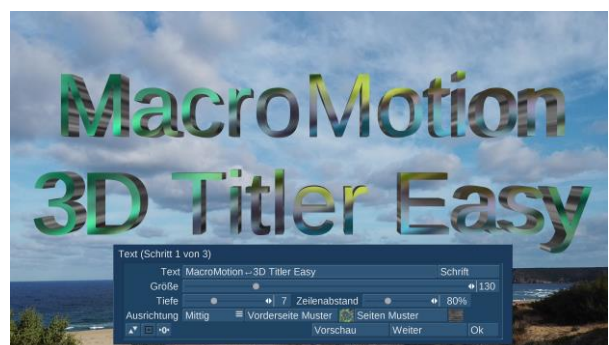 MacroMotion
3D Titler Easy
Text (Schritt 1 von 3)
Text MacroMotion↔3D Titler Easy Schrift
Größe 130
Tiefe 7 Zeilenabstand 80%
Ausrichtung Mittig Vorderseite Muster Seiten Muster
Vorschau Weiter Ok